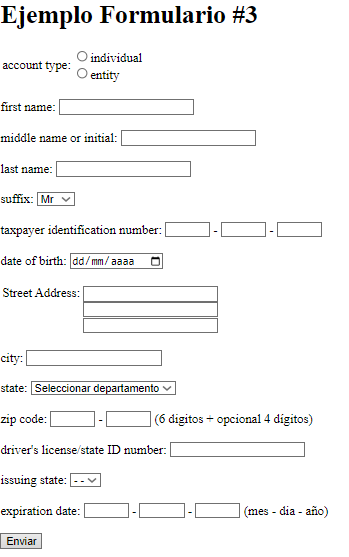 Ejemplo Formulario #3
account type: individual
entity
first name:
middle name or initial:
last name:
suffix: Mr
taxpayer identification number: - -
date of birth: dd/mm/aaaa
Street Address:
city:
state: Seleccionar departamento
zip code: - (6 digitos + opcional 4 dígitos)
driver's license/state ID number:
issuing state: - -
expiration date: - - (mes - dia - año)
Enviar